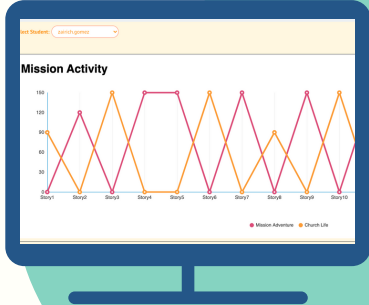 Select Student:
Mission Activity
150
120
90
60
30
0
Story1 Story2 Story3 Story4 Story5 Story6 Story7 Story8 Story9 Story10
Mission Adventure Church Life